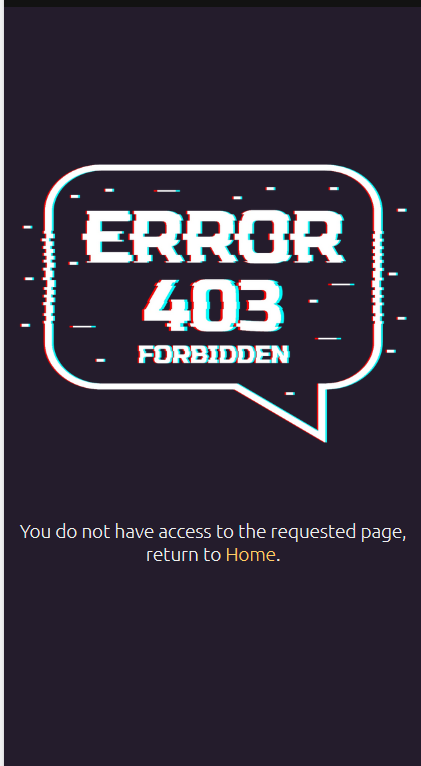 ERROR
403
FORBIDDEN
You do not have access to the requested page,
return to Home.